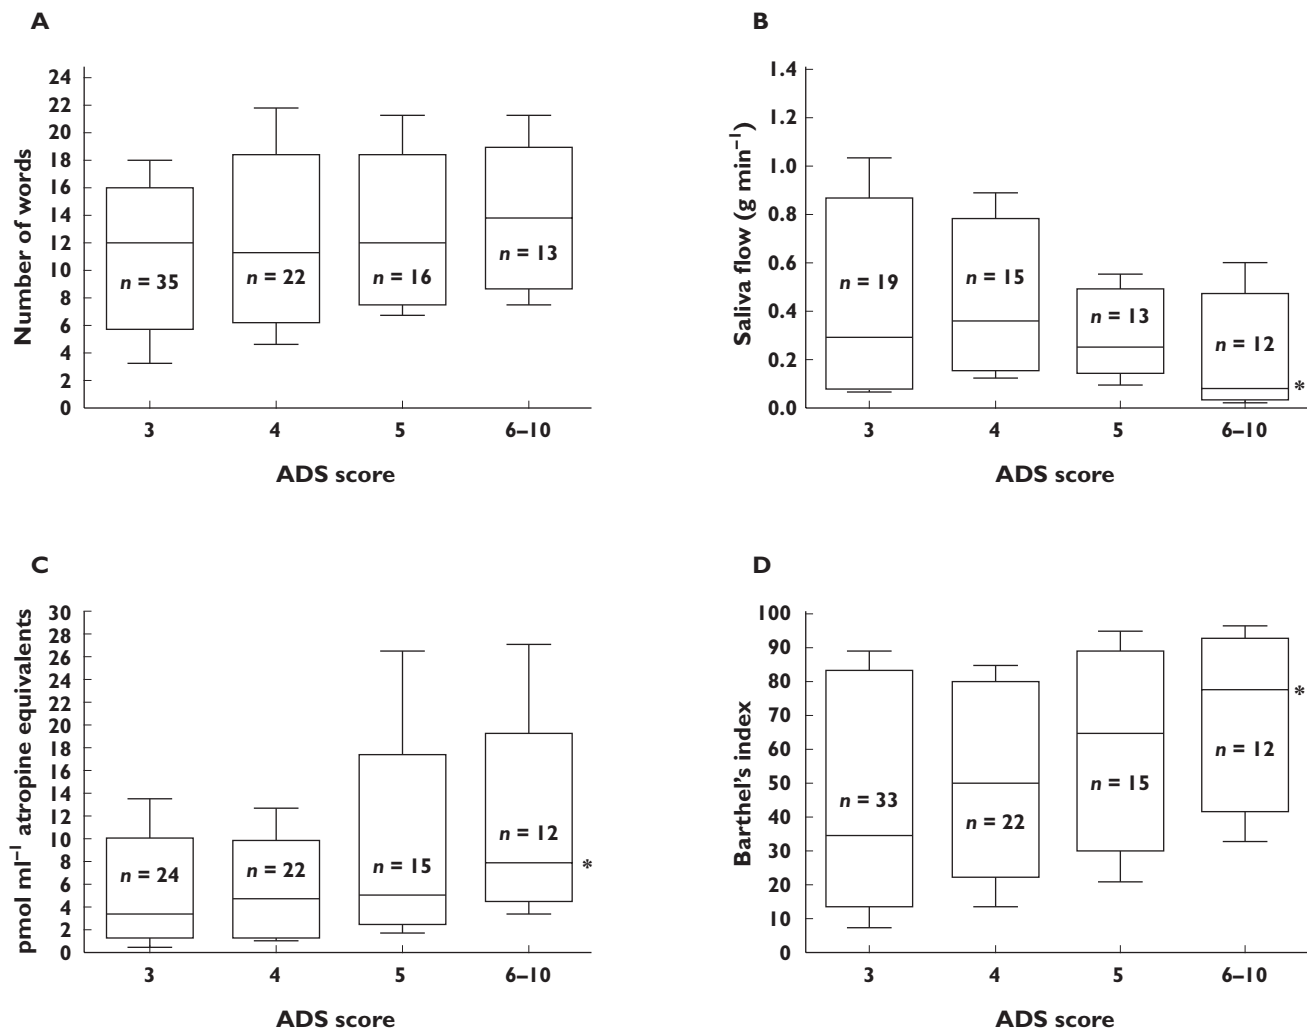 A
Number of words
24
22
20
18
16
14
12
10
8
6
4
2
0
n = 35
n = 22
n = 16
n = 13
3 4 5 6–10
ADS score
B
Saliva flow (g min⁻¹)
1.4
1.2
1.0
0.8
0.6
0.4
0.2
0.0
n = 19
n = 15
n = 13
n = 12
*
3 4 5 6–10
ADS score
C
pmol ml⁻¹ atropine equivalents
30
28
26
24
22
20
18
16
14
12
10
8
6
4
2
0
n = 24
n = 22
n = 15
n = 12
*
3 4 5 6–10
ADS score
D
Barthel's index
100
90
80
70
60
50
40
30
20
10
0
n = 33
n = 22
n = 15
n = 12
*
3 4 5 6–10
ADS score